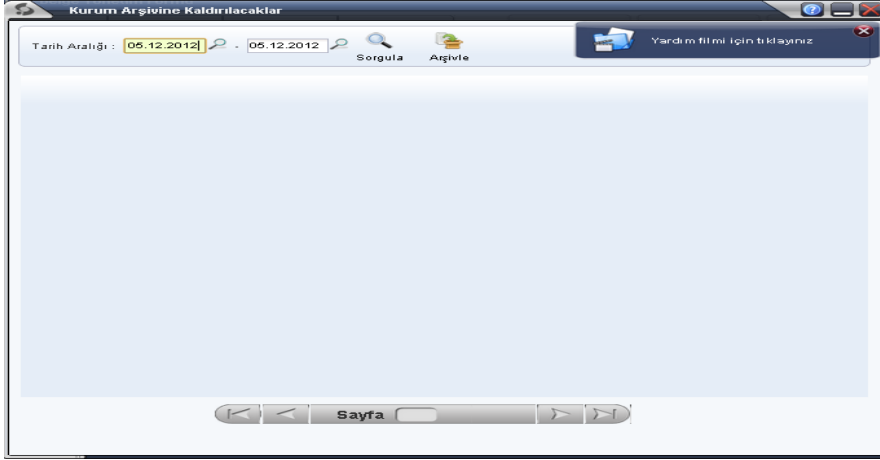 Kurum Arşivine Kaldırılacaklar
Tarih Aralığı : 05.12.2012 - 05.12.2012
Sorgula Arşivle
Yardım filmi için tıklayınız
Sayfa